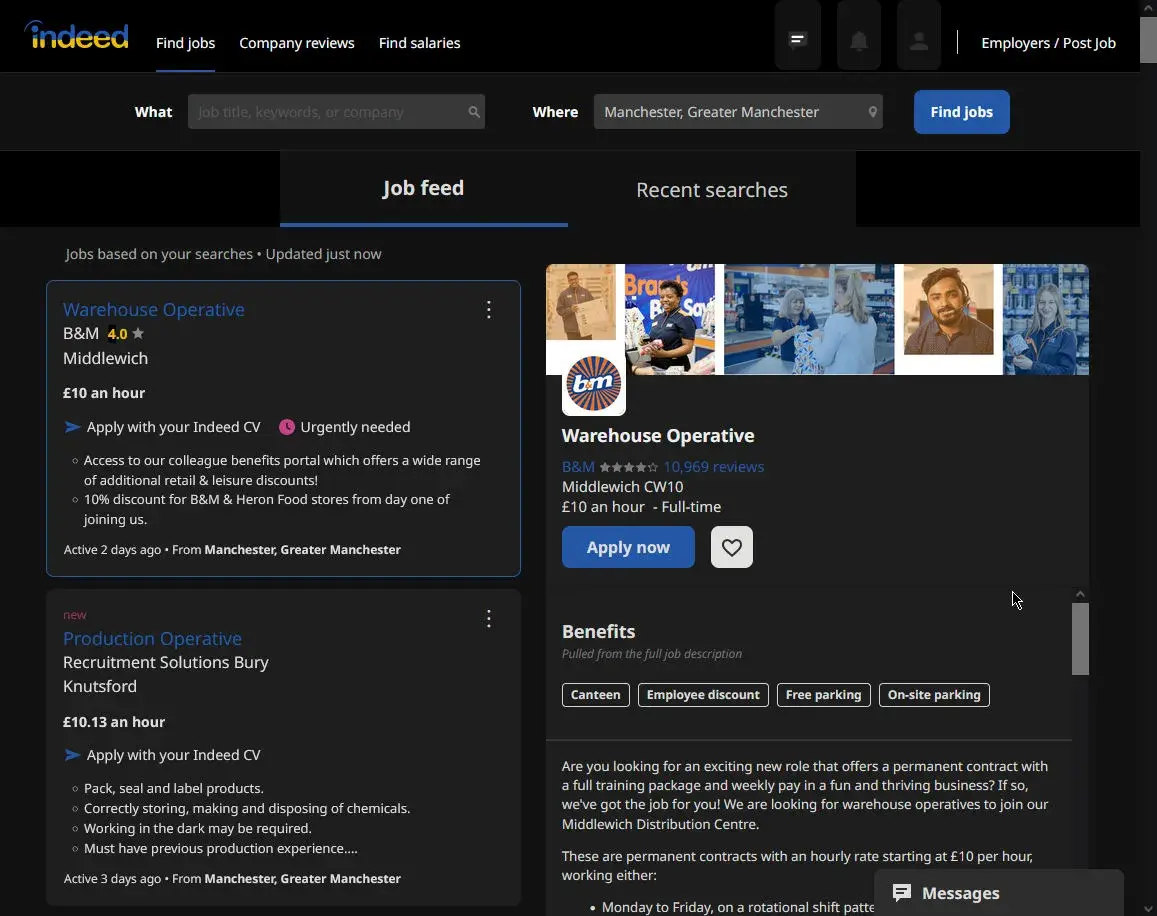 indeed
Find jobs
Company reviews
Find salaries
Employers / Post Job
What
Job title, keywords, or company
Where
Manchester, Greater Manchester
Find jobs
Job feed
Recent searches
Jobs based on your searches • Updated just now
Warehouse Operative
B&M 4.0
Middlewich
£10 an hour
Apply with your Indeed CV
Urgently needed
Access to our colleague benefits portal which offers a wide range
of additional retail & leisure discounts!
10% discount for B&M & Heron Food stores from day one of
joining us.
Active 2 days ago • From Manchester, Greater Manchester
new
Production Operative
Recruitment Solutions Bury
Knutsford
£10.13 an hour
Apply with your Indeed CV
Pack, seal and label products.
Correctly storing, making and disposing of chemicals.
Working in the dark may be required.
Must have previous production experience....
Active 3 days ago • From Manchester, Greater Manchester
Brands
b&m
Warehouse Operative
B&M ★★★★☆ 10,969 reviews
Middlewich CW10
£10 an hour - Full-time
Apply now
Benefits
Pulled from the full job description
Canteen
Employee discount
Free parking
On-site parking
Are you looking for an exciting new role that offers a permanent contract with
a full training package and weekly pay in a fun and thriving business? If so,
we've got the job for you! We are looking for warehouse operatives to join our
Middlewich Distribution Centre.
These are permanent contracts with an hourly rate starting at £10 per hour,
working either:
• Monday to Friday, on a rotational shift
Messages